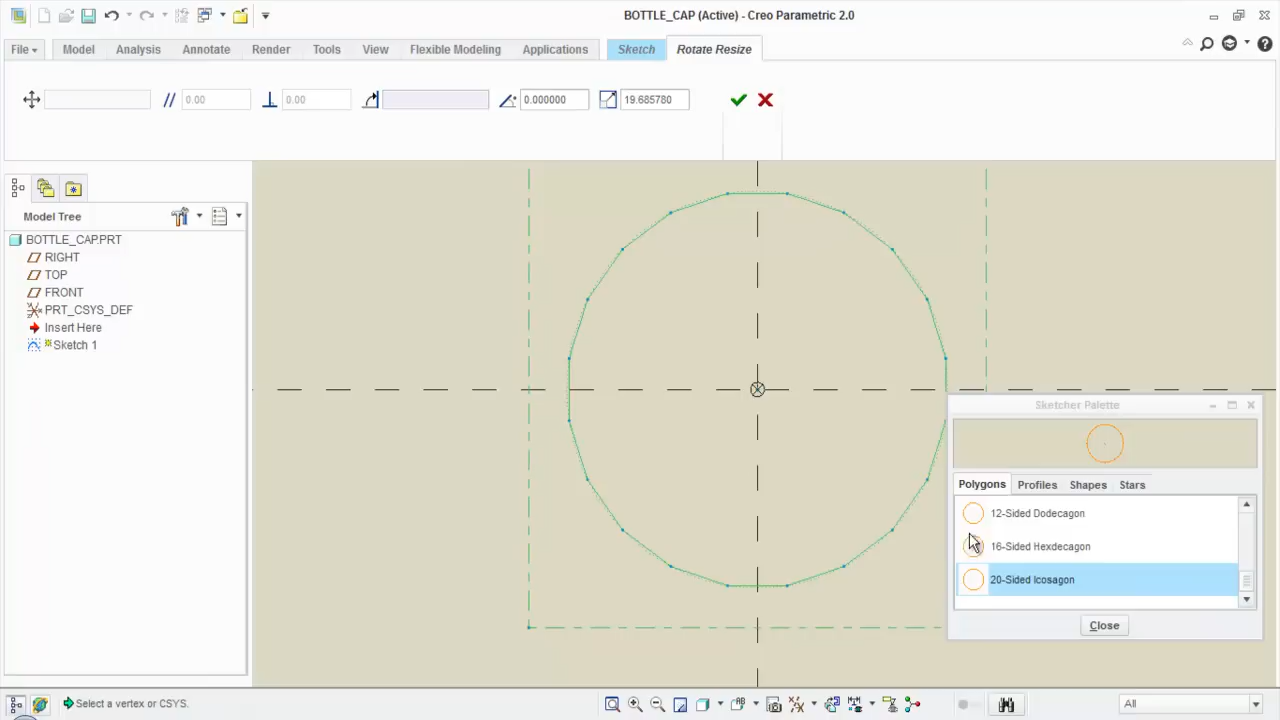 BOTTLE_CAP (Active) - Creo Parametric 2.0
File Model Analysis Annotate Render Tools View Flexible Modeling Applications Sketch Rotate Resize
0.00 0.00 0.000000 19.685780
Model Tree
BOTTLE_CAP.PRT
RIGHT
TOP
FRONT
PRT_CSYS_DEF
Insert Here
Sketch 1
Sketcher Palette
Polygons Profiles Shapes Stars
12-Sided Dodecagon
16-Sided Hexdecagon
20-Sided Icosagon
Close
Select a vertex or CSYS.
All